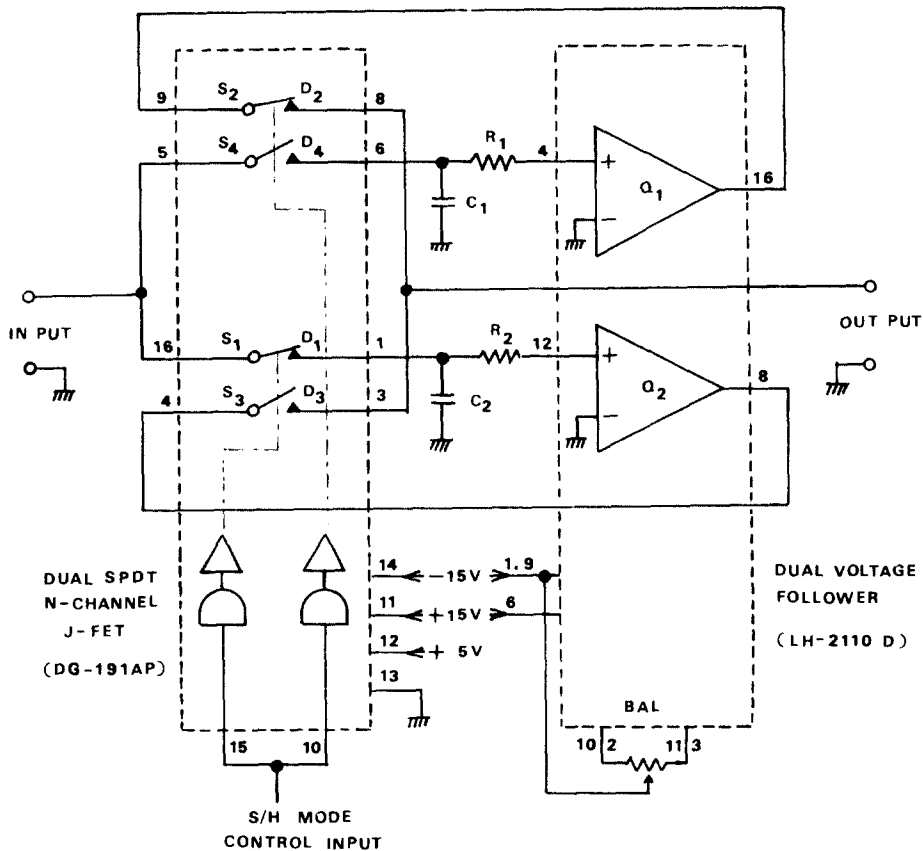 S2 D2
9 8
S4 D4
5 6
R1
4
+
Q1
16
C1
−
IN PUT
OUT PUT
S1 D1
16 1
R2
12
+
Q2
8
S3 D3
4 3
C2
−
DUAL SPDT
N-CHANNEL
J-FET
(DG-191AP)
14 −15V 1.9
11 +15V 6
12 + 5V
13
DUAL VOLTAGE
FOLLOWER
(LH-2110 D)
BAL
10 2 11 3
15 10
S/H MODE
CONTROL INPUT